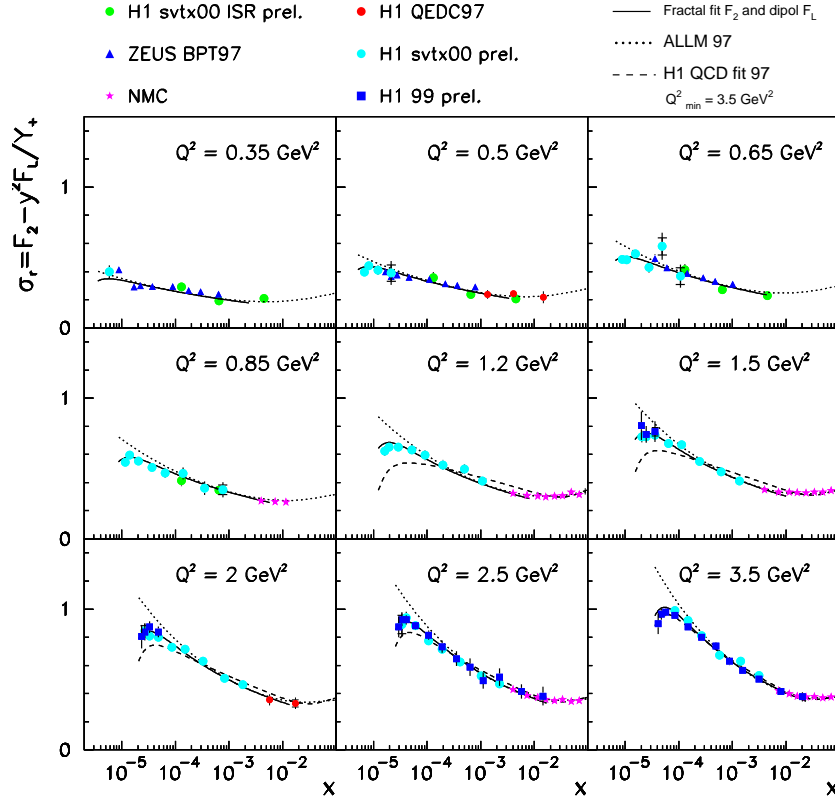 H1 svtx00 ISR prel.
H1 QEDC97
Fractal fit F₂ and dipol F_L
ZEUS BPT97
H1 svtx00 prel.
ALLM 97
NMC
H1 99 prel.
H1 QCD fit 97
Q²_min = 3.5 GeV²
σ_r=F₂−y²F_L/Y₊
Q² = 0.35 GeV²
Q² = 0.5 GeV²
Q² = 0.65 GeV²
1
0
Q² = 0.85 GeV²
Q² = 1.2 GeV²
Q² = 1.5 GeV²
1
0
Q² = 2 GeV²
Q² = 2.5 GeV²
Q² = 3.5 GeV²
1
0
10⁻⁵ 10⁻⁴ 10⁻³ 10⁻² 10⁻⁵ 10⁻⁴ 10⁻³ 10⁻² 10⁻⁵ 10⁻⁴ 10⁻³ 10⁻²
x x x